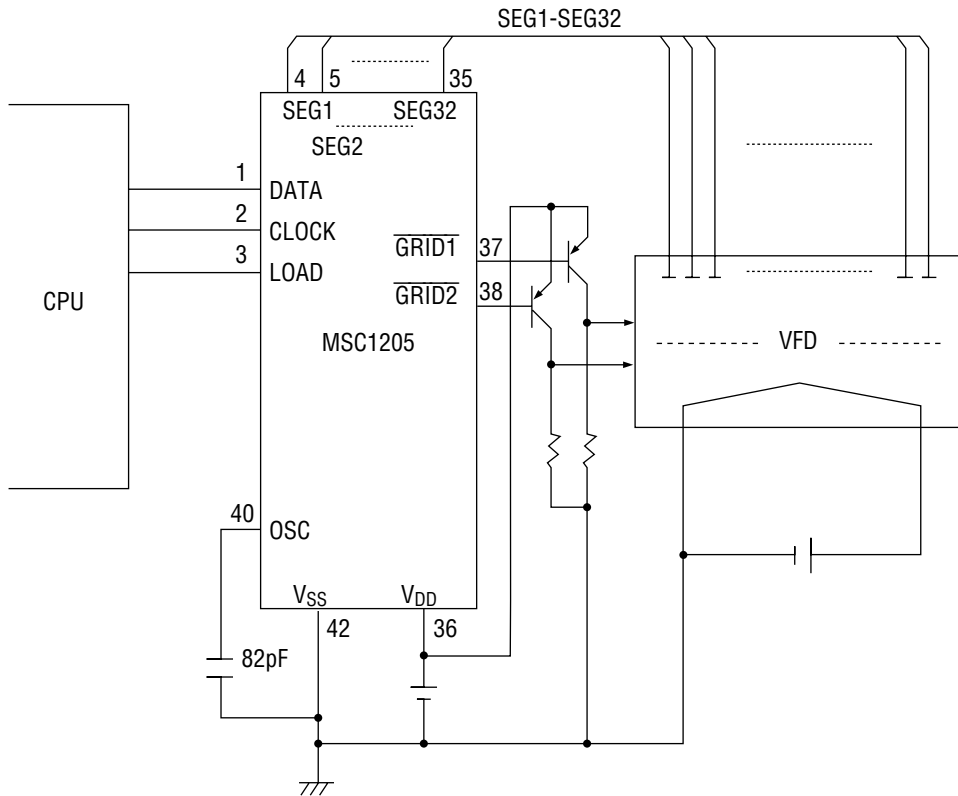 SEG1-SEG32
4 5 35
SEG1 SEG32
SEG2
1 DATA
2 CLOCK
3 LOAD
GRID1 37
GRID2 38
CPU
MSC1205
VFD
40 OSC
VSS VDD
42 36
82pF